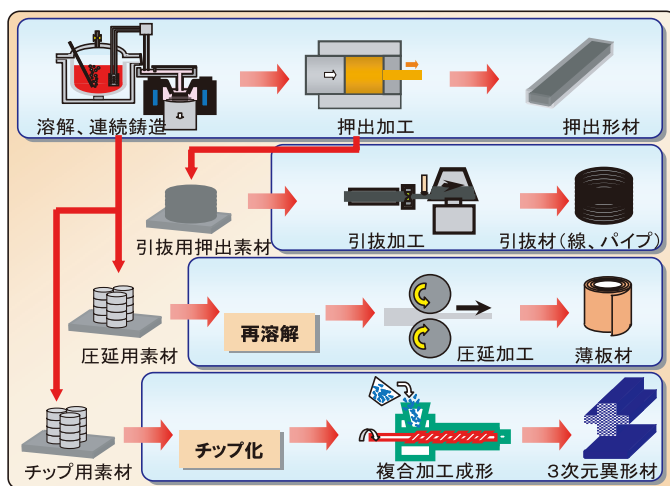 溶解、連続鋳造
押出加工
押出形材
引抜用押出素材
引抜加工
引抜材(線、パイプ)
圧延用素材
再溶解
圧延加工
薄板材
チップ用素材
チップ化
複合加工成形
3次元異形材